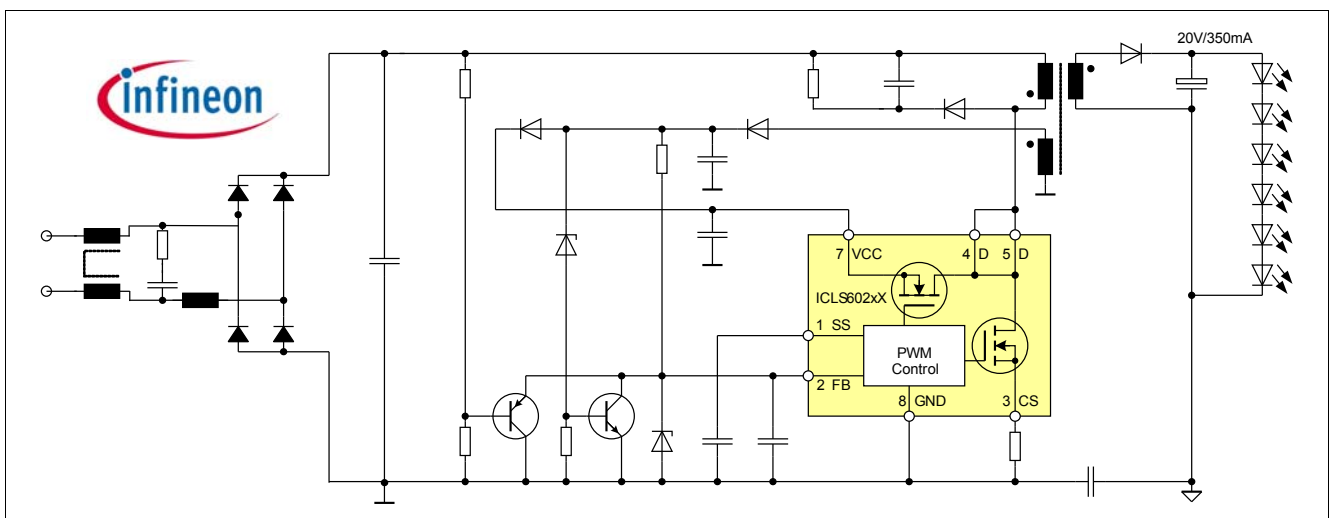 infineon
20V/350mA
7 VCC
4 D
5 D
ICLS602xX
1 SS
PWM
Control
2 FB
8 GND
3 CS